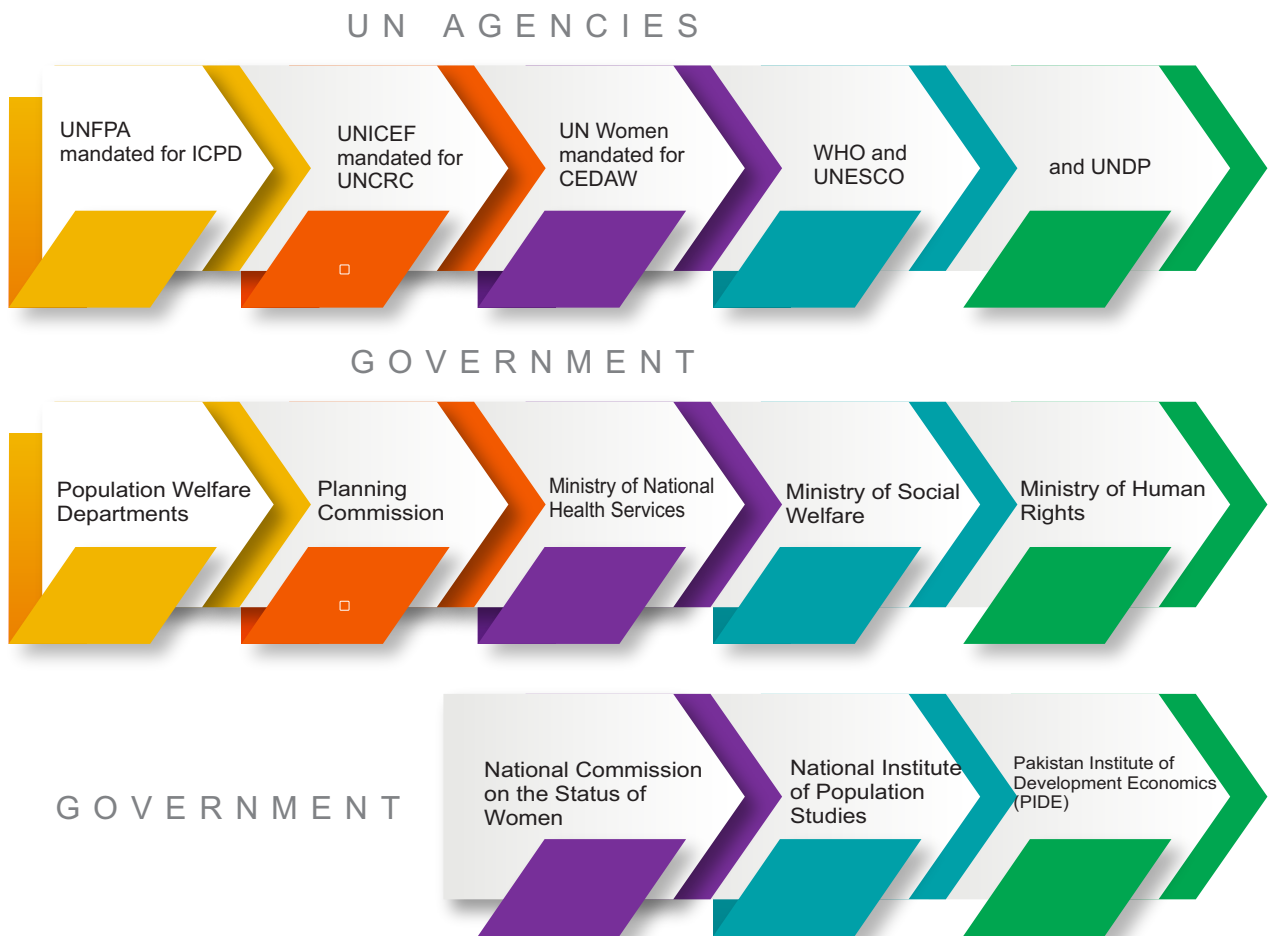 UN AGENCIES
UNFPA
mandated for ICPD
UNICEF
mandated for
UNCRC
UN Women
mandated for
CEDAW
WHO and
UNESCO
and UNDP
GOVERNMENT
Population Welfare
Departments
Planning
Commission
Ministry of National
Health Services
Ministry of Social
Welfare
Ministry of Human
Rights
GOVERNMENT
National Commission
on the Status of
Women
National Institute
of Population
Studies
Pakistan Institute of
Development Economics
(PIDE)